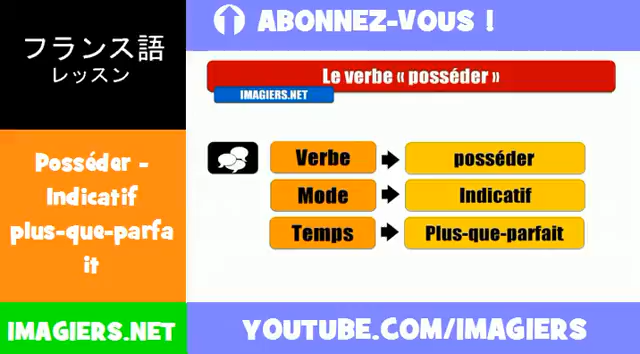 フランス語
レッスン
Posséder -
Indicatif
plus-que-parfa
it
IMAGIERS.NET
ABONNEZ-VOUS !
Le verbe « posséder »
IMAGIERS.NET
Verbe posséder
Mode Indicatif
Temps Plus-que-parfait
YOUTUBE.COM/IMAGIERS